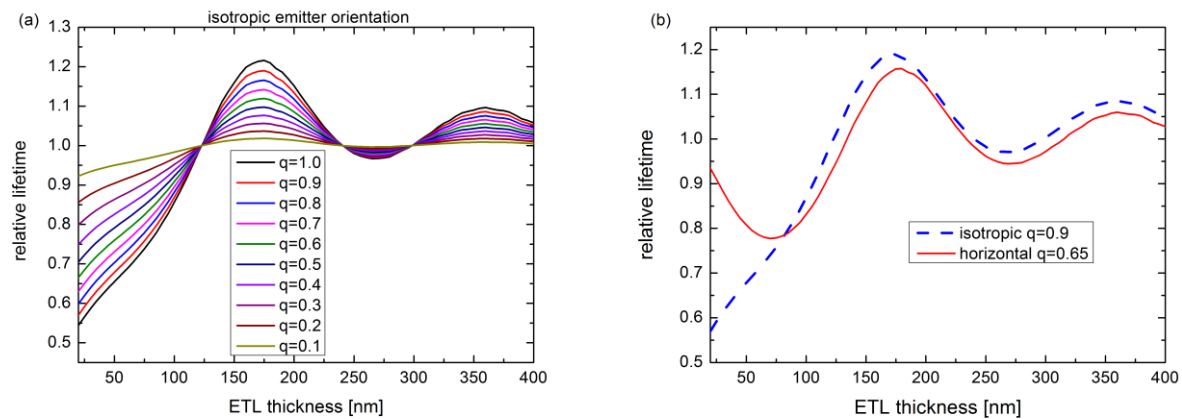 (a)
isotropic emitter orientation
1.3
1.2
1.1
1.0
0.9
0.8
0.7
0.6
0.5
relative lifetime
q=1.0
q=0.9
q=0.8
q=0.7
q=0.6
q=0.5
q=0.4
q=0.3
q=0.2
q=0.1
50 100 150 200 250 300 350 400
ETL thickness [nm]
(b)
1.2
1.1
1.0
0.9
0.8
0.7
0.6
0.5
relative lifetime
isotropic q=0.9
horizontal q=0.65
50 100 150 200 250 300 350 400
ETL thickness [nm]